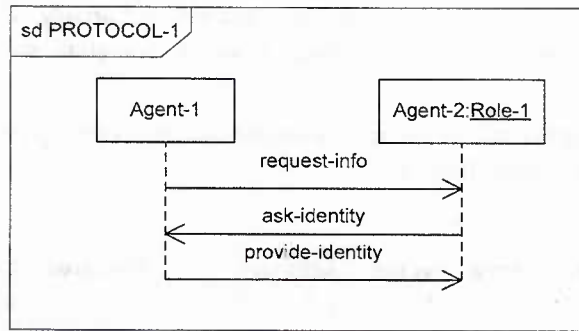 sd PROTOCOL-1
Agent-1
Agent-2:Role-1
request-info
ask-identity
provide-identity